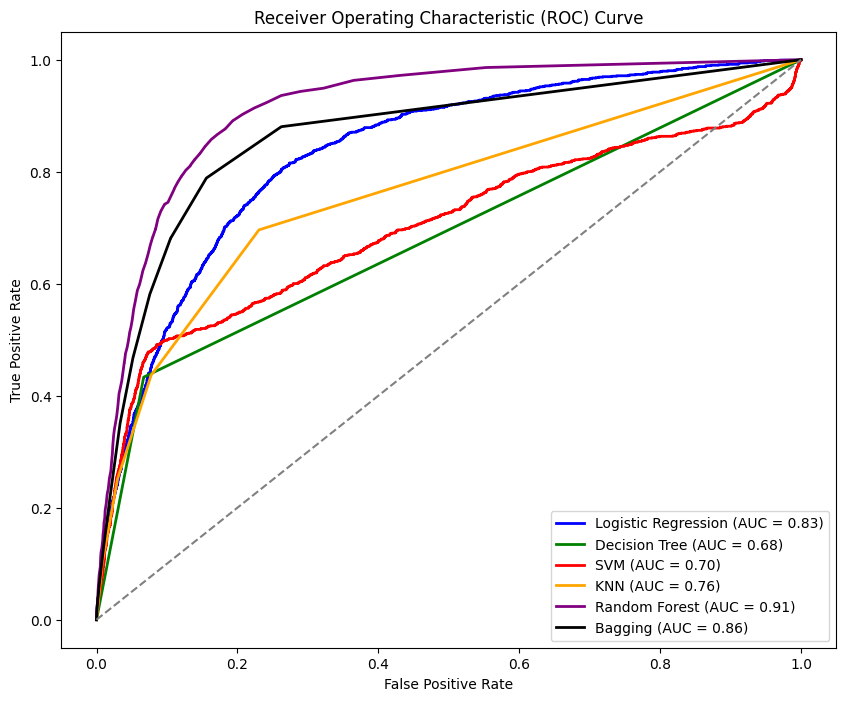 Receiver Operating Characteristic (ROC) Curve
1.0
0.8
0.6
0.4
0.2
0.0
True Positive Rate
Logistic Regression (AUC = 0.83)
Decision Tree (AUC = 0.68)
SVM (AUC = 0.70)
KNN (AUC = 0.76)
Random Forest (AUC = 0.91)
Bagging (AUC = 0.86)
0.0 0.2 0.4 0.6 0.8 1.0
False Positive Rate